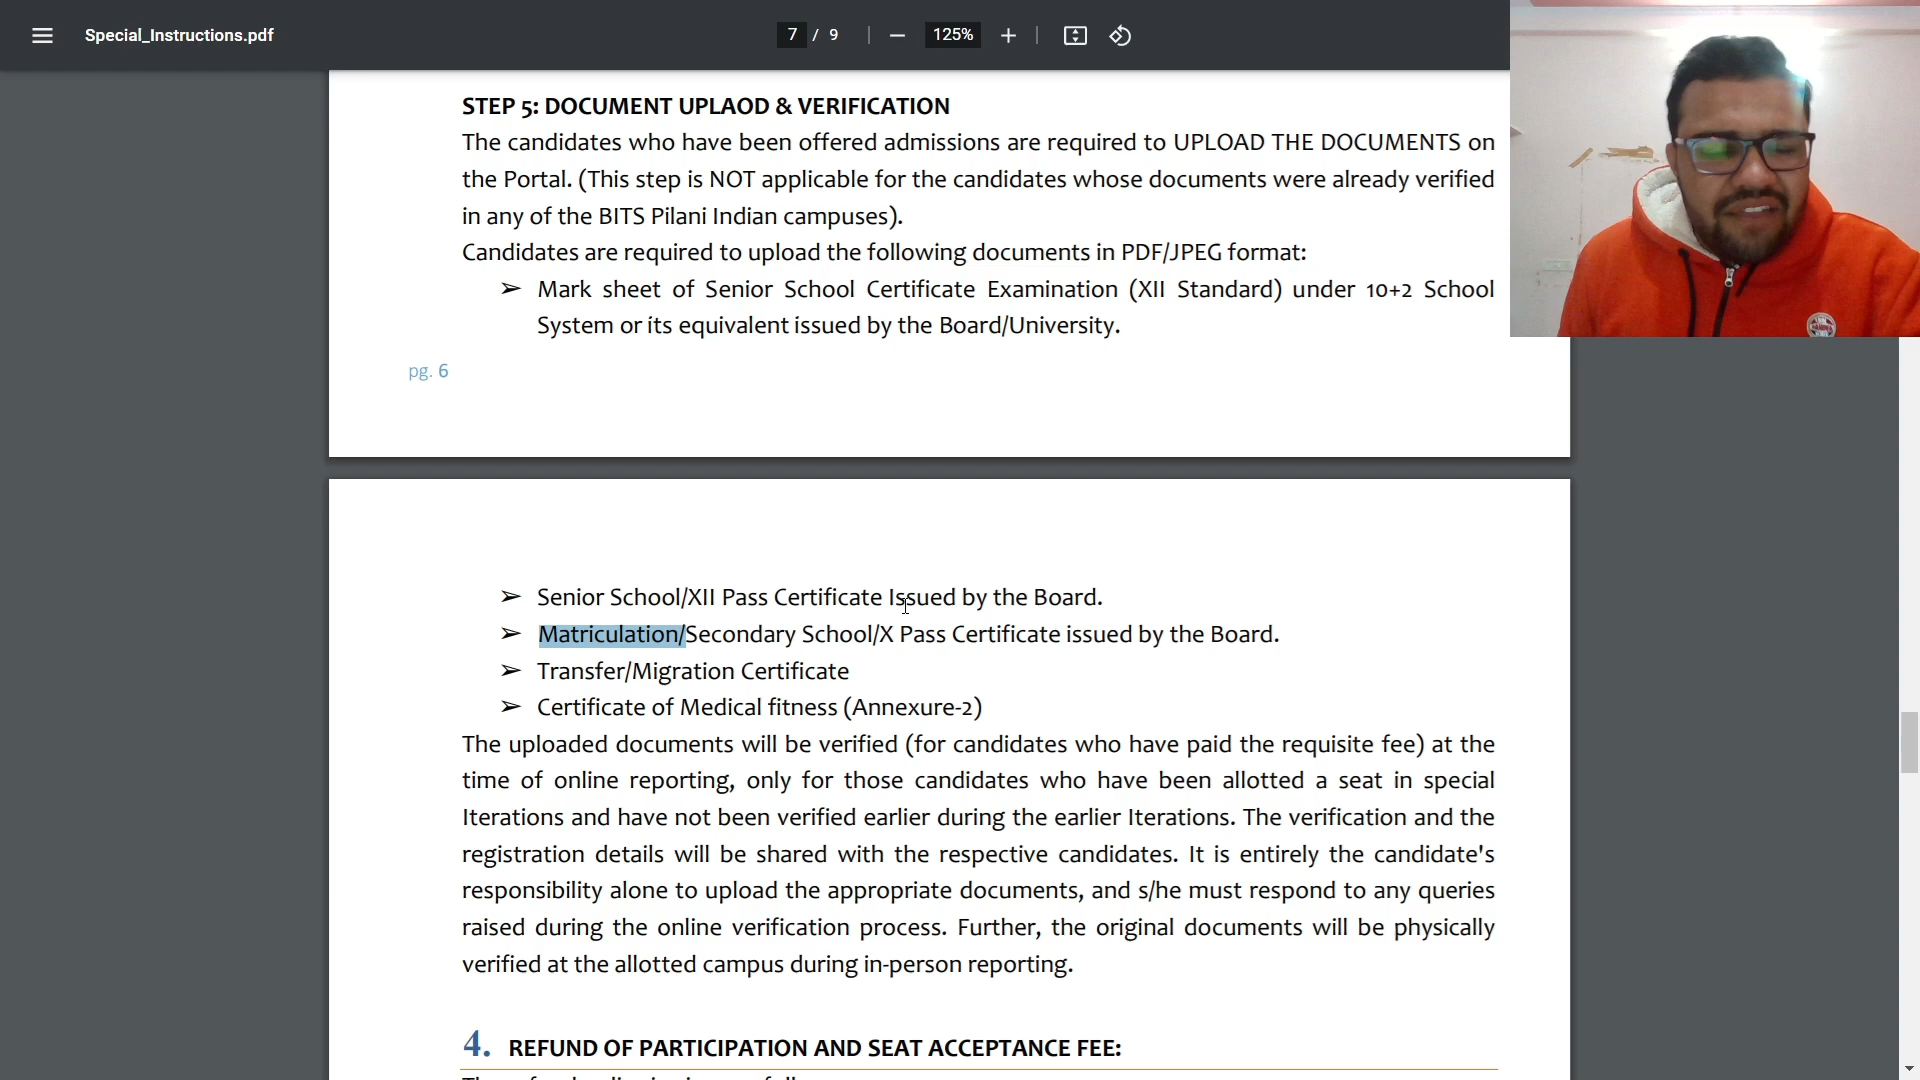 Special_Instructions.pdf
7 / 9
125%
STEP 5: DOCUMENT UPLAOD & VERIFICATION
The candidates who have been offered admissions are required to UPLOAD THE DOCUMENTS on
the Portal. (This step is NOT applicable for the candidates whose documents were already verified
in any of the BITS Pilani Indian campuses).
Candidates are required to upload the following documents in PDF/JPEG format:
➢ Mark sheet of Senior School Certificate Examination (XII Standard) under 10+2 School
System or its equivalent issued by the Board/University.
pg. 6
➢ Senior School/XII Pass Certificate Issued by the Board.
➢ Matriculation/Secondary School/X Pass Certificate issued by the Board.
➢ Transfer/Migration Certificate
➢ Certificate of Medical fitness (Annexure-2)
The uploaded documents will be verified (for candidates who have paid the requisite fee) at the
time of online reporting, only for those candidates who have been allotted a seat in special
Iterations and have not been verified earlier during the earlier Iterations. The verification and the
registration details will be shared with the respective candidates. It is entirely the candidate's
responsibility alone to upload the appropriate documents, and s/he must respond to any queries
raised during the online verification process. Further, the original documents will be physically
verified at the allotted campus during in-person reporting.
4. REFUND OF PARTICIPATION AND SEAT ACCEPTANCE FEE: